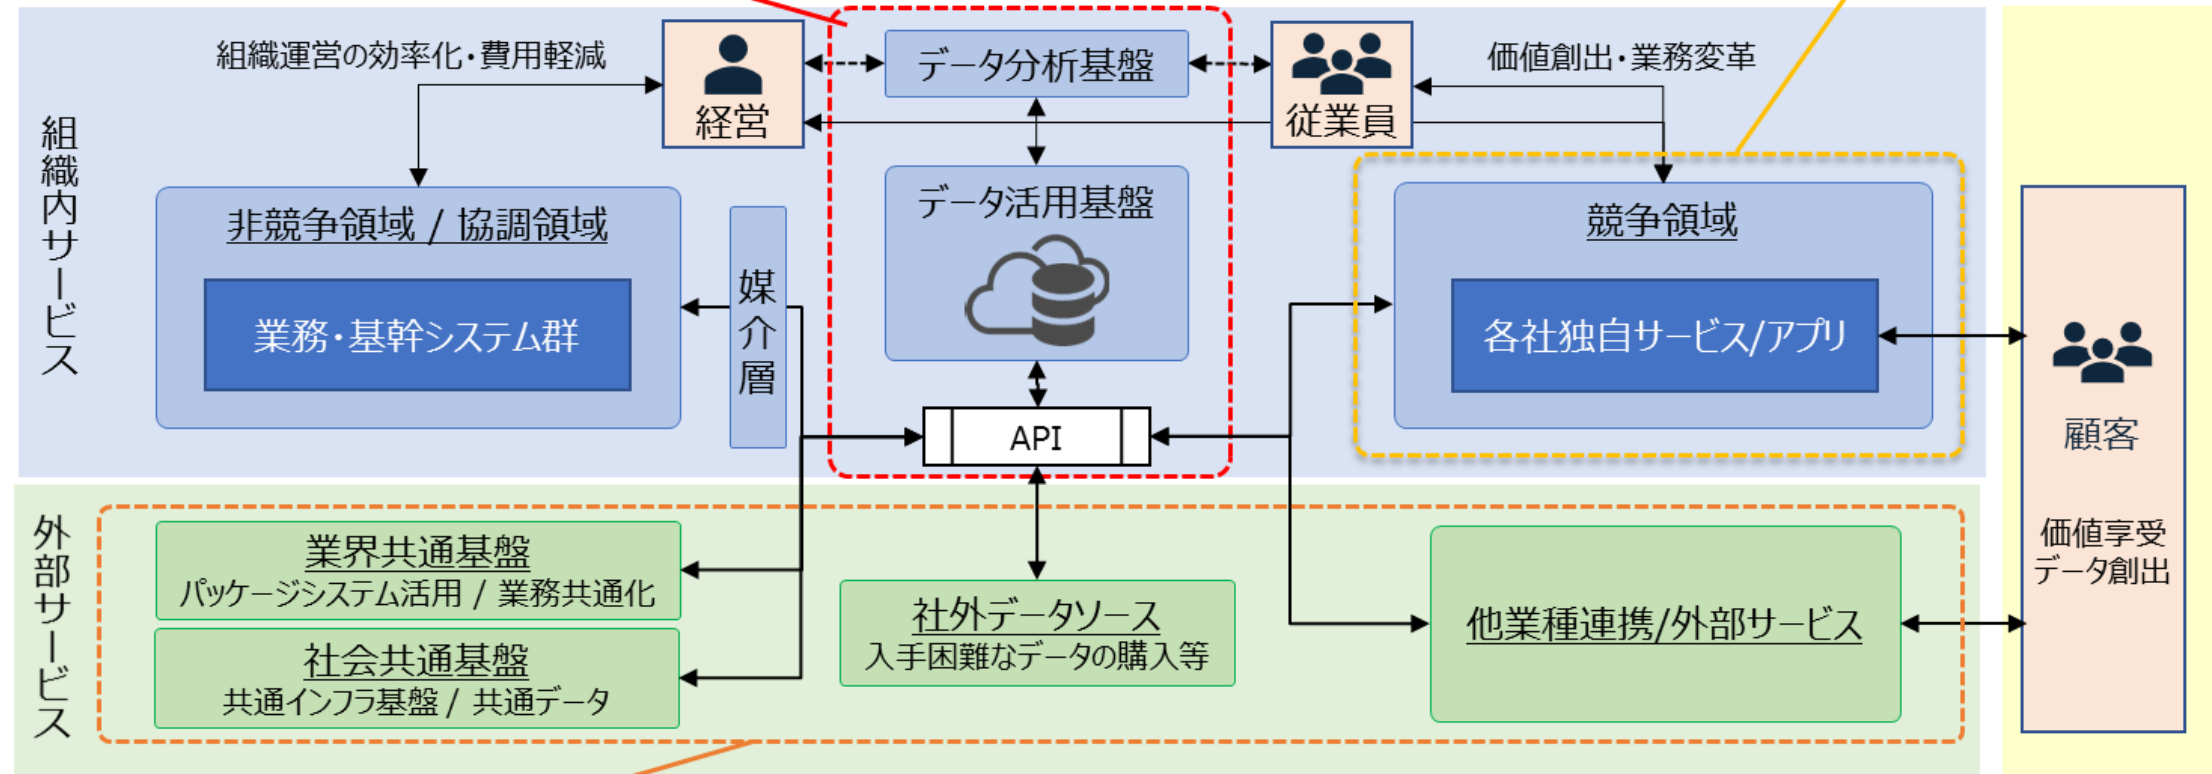 組織内サービス
組織運営の効率化・費用軽減
経営
データ分析基盤
従業員
価値創出・業務変革
非競争領域 / 協調領域
業務・基幹システム群
媒介層
データ活用基盤
API
競争領域
各社独自サービス/アプリ
外部サービス
業界共通基盤
パッケージシステム活用 / 業務共通化
社会共通基盤
共通インフラ基盤 / 共通データ
社外データソース
入手困難なデータの購入等
他業種連携/外部サービス
顧客
価値享受
データ創出